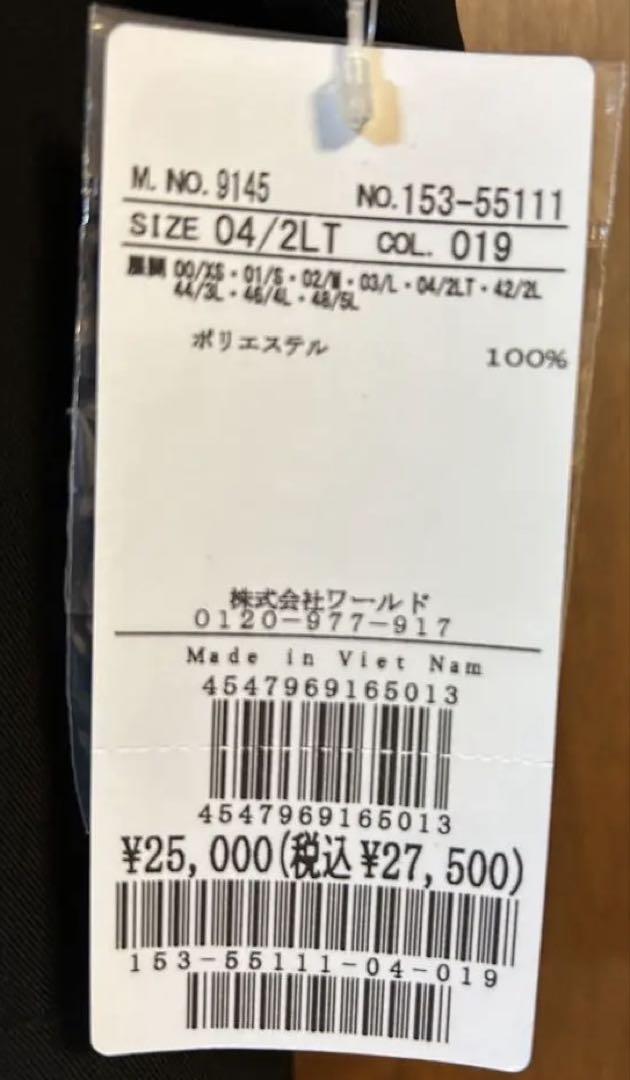 M. NO. 9145 NO. 153-55111
SIZE 04/2LT COL. 019
展開 00/XS・01/S・02/M・03/L・04/2LT・42/2L
44/3L・46/4L・48/5L
ポリエステル 100%
株式会社ワールド
0120-977-917
Made in Viet Nam
4547969165013
4547969165013
¥25,000(税込¥27,500)
153-55111-04-019